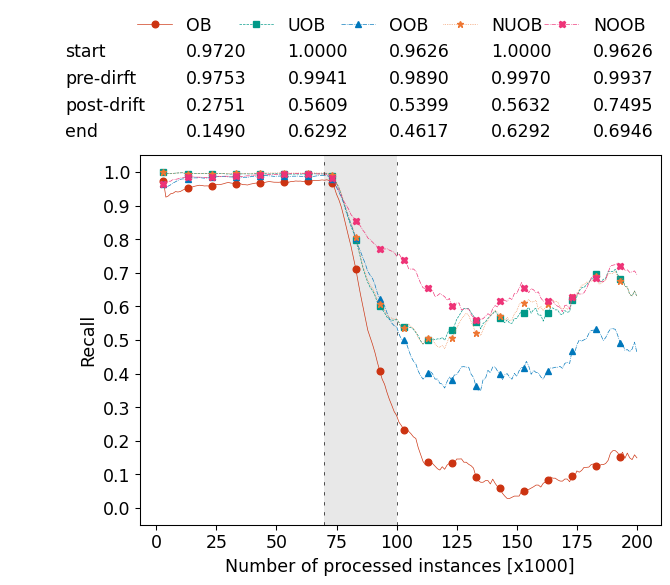 OB UOB OOB NUOB NOOB
start 0.9720 1.0000 0.9626 1.0000 0.9626
pre-dirft 0.9753 0.9941 0.9890 0.9970 0.9937
post-drift 0.2751 0.5609 0.5399 0.5632 0.7495
end 0.1490 0.6292 0.4617 0.6292 0.6946
1.0
0.9
0.8
0.7
0.6
0.5
0.4
0.3
0.2
0.1
0.0
Recall
0 25 50 75 100 125 150 175 200
Number of processed instances [x1000]